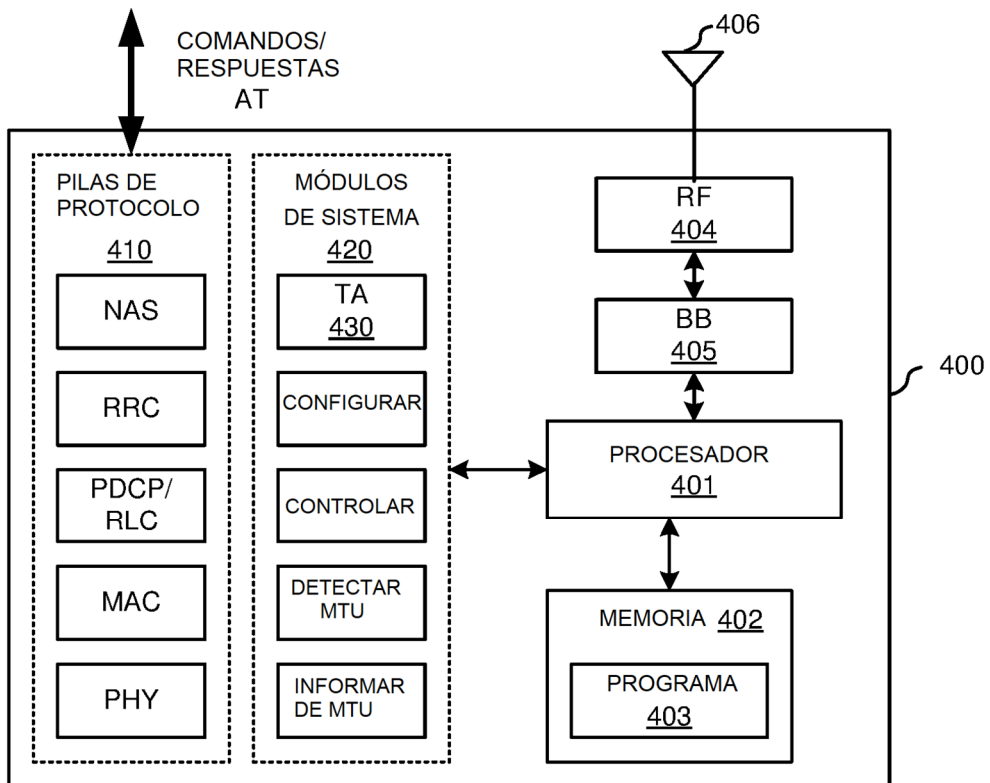 COMANDOS/
RESPUESTAS
AT
406
400
PILAS DE
PROTOCOLO
410
NAS
RRC
PDCP/
RLC
MAC
PHY
MÓDULOS
DE SISTEMA
420
TA
430
CONFIGURAR
CONTROLAR
DETECTAR
MTU
INFORMAR
DE MTU
RF
404
BB
405
PROCESADOR
401
MEMORIA 402
PROGRAMA
403